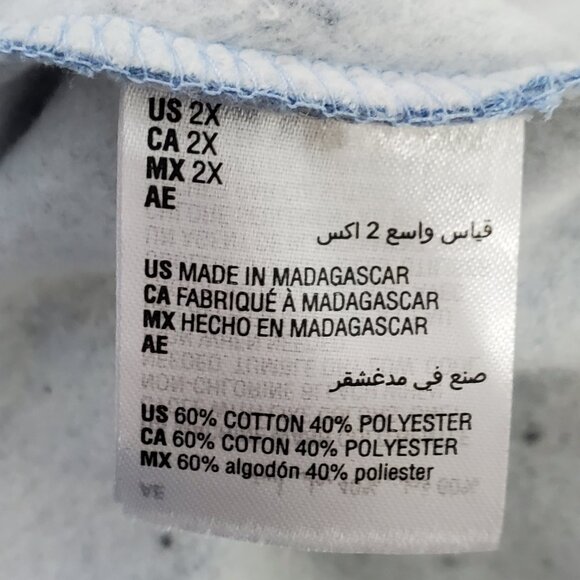 US 2X
CA 2X
MX 2X
AE
قياس واسع 2 اكس
US MADE IN MADAGASCAR
CA FABRIQUÉ À MADAGASCAR
MX HECHO EN MADAGASCAR
AE
صنع في مدغشقر
US 60% COTTON 40% POLYESTER
CA 60% COTON 40% POLYESTER
MX 60% algodón 40% poliester